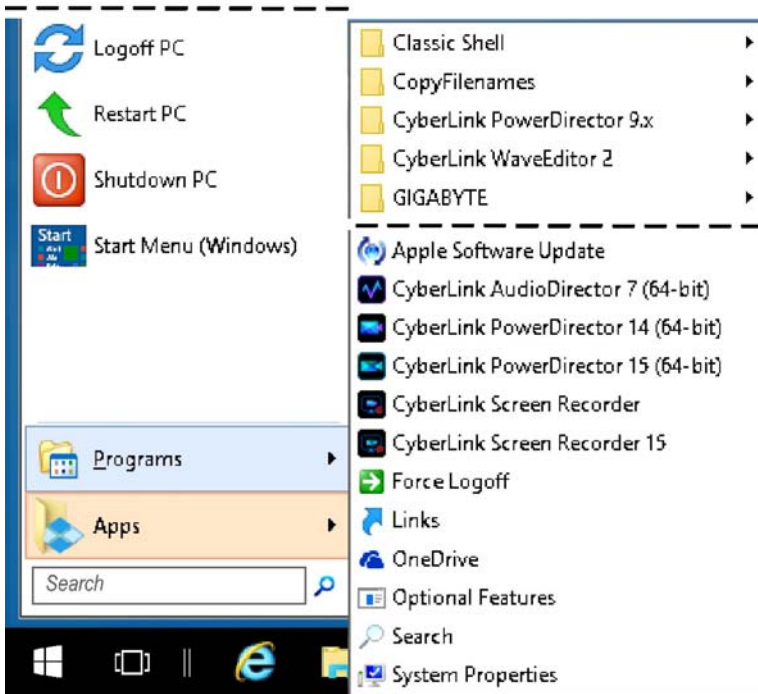 Logoff PC
Restart PC
Shutdown PC
Start
Start Menu (Windows)
Programs
Apps
Search
Classic Shell
CopyFilenames
CyberLink PowerDirector 9.x
CyberLink WaveEditor 2
GIGABYTE
Apple Software Update
CyberLink AudioDirector 7 (64-bit)
CyberLink PowerDirector 14 (64-bit)
CyberLink PowerDirector 15 (64-bit)
CyberLink Screen Recorder
CyberLink Screen Recorder 15
Force Logoff
Links
OneDrive
Optional Features
Search
System Properties